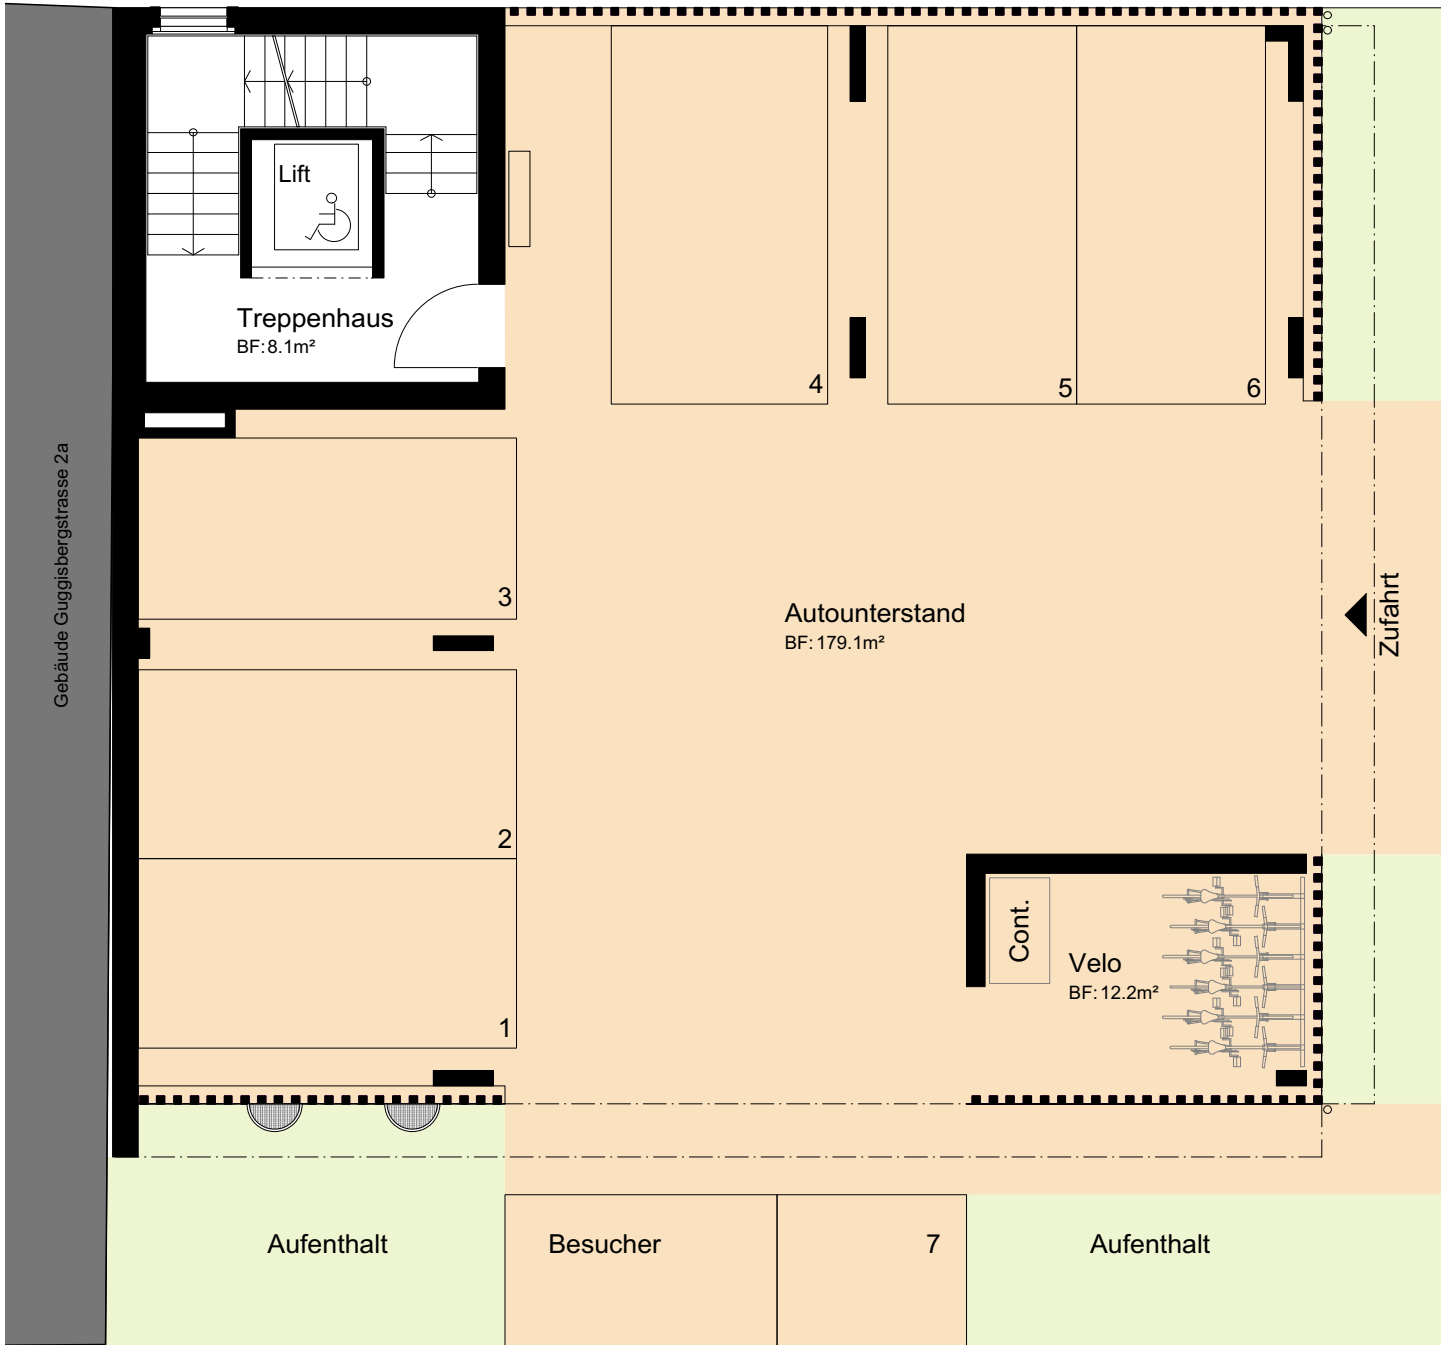 Lift
Treppenhaus
BF: 8.1m²
4
5
6
Gebäude Guggisbergstrasse 2a
3
Autounterstand
BF: 179.1m²
Zufahrt
2
Cont.
Velo
BF: 12.2m²
1
Aufenthalt
Besucher
7
Aufenthalt